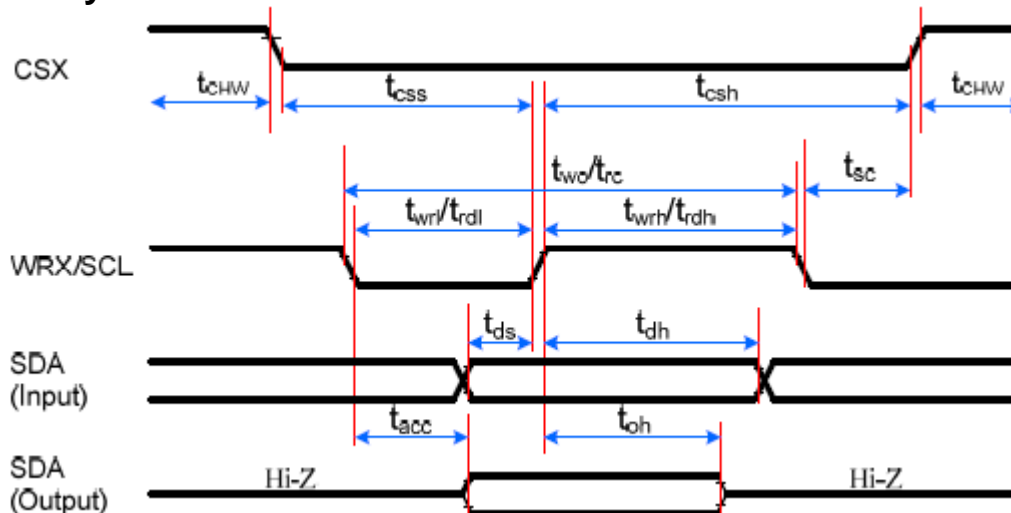 CSX
tCHW
tcss
tcsh
tCHW
twc/trc
tsc
twrl/trdl
twrh/trdh
WRX/SCL
tds
tdh
SDA
(Input)
tacc
toh
SDA
(Output)
Hi-Z
Hi-Z